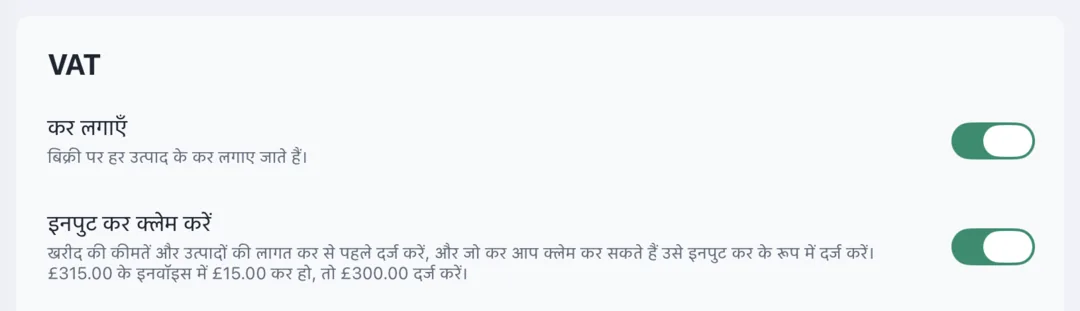 VAT
कर लगाएँ
बिक्री पर हर उत्पाद के कर लगाए जाते हैं।
इनपुट कर क्लेम करें
खरीद की कीमतें और उत्पादों की लागत कर से पहले दर्ज करें, और जो कर आप क्लेम कर सकते हैं उसे इनपुट कर के रूप में दर्ज करें।
£315.00 के इनवॉइस में £15.00 कर हो, तो £300.00 दर्ज करें।